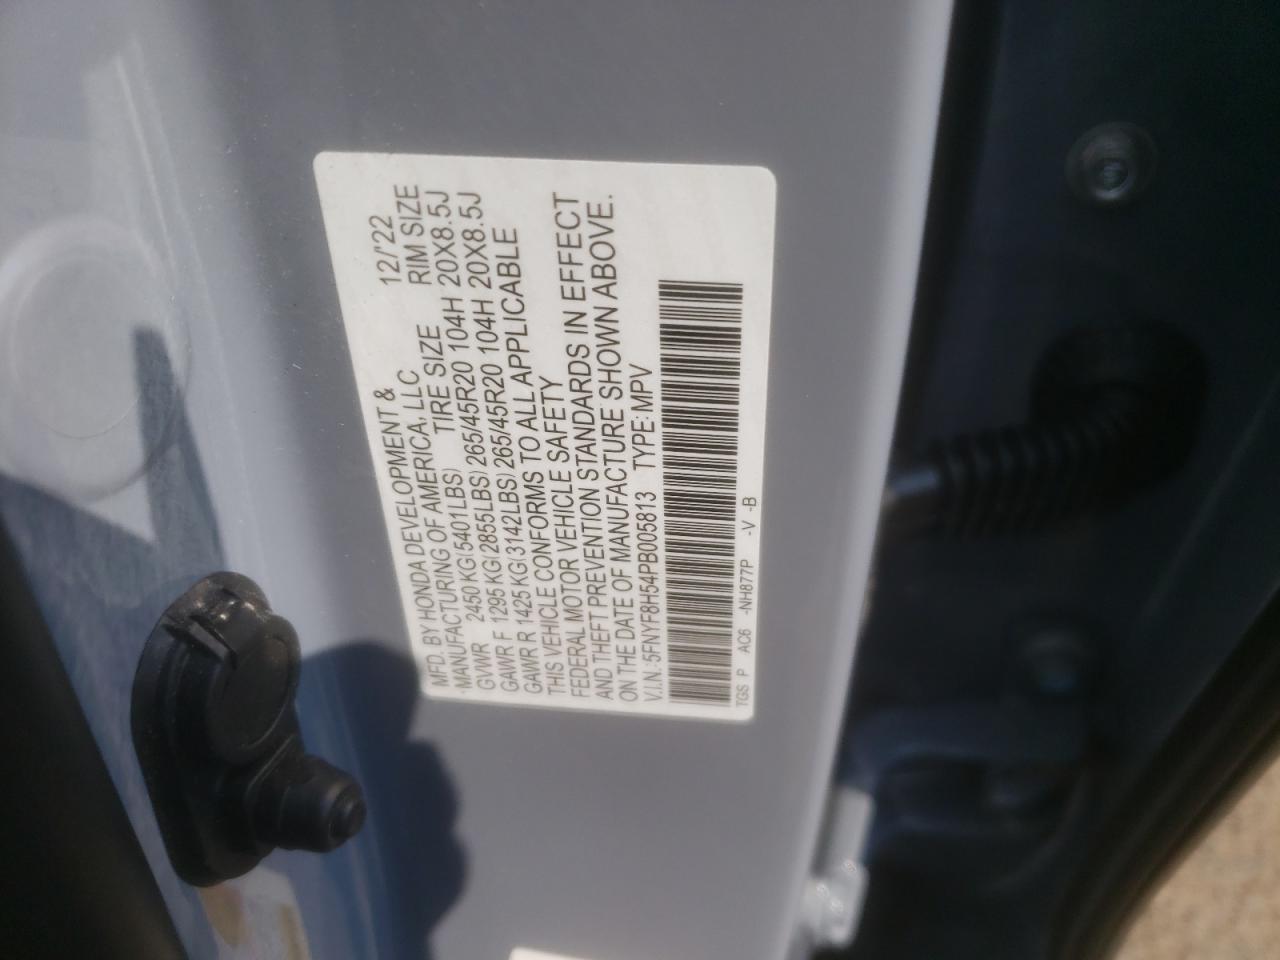 MFD. BY HONDA DEVELOPMENT &
MANUFACTURING OF AMERICA, LLC 12/'22
TIRE SIZE RIM SIZE
GVWR 2450 KG(5401LBS)
GAWR F 1295 KG(2855LBS) 265/45R20 104H 20X8.5J
GAWR R 1425 KG(3142LBS) 265/45R20 104H 20X8.5J
THIS VEHICLE CONFORMS TO ALL APPLICABLE
FEDERAL MOTOR VEHICLE SAFETY
AND THEFT PREVENTION STANDARDS IN EFFECT
ON THE DATE OF MANUFACTURE SHOWN ABOVE.
V.I.N.:5FNYF8H54PB005813 TYPE:MPV
TGS P AC6 -NH877P -V -B